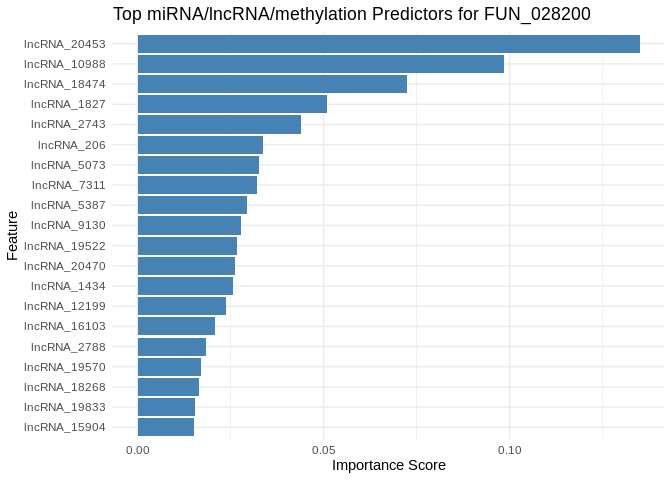 Top miRNA/lncRNA/methylation Predictors for FUN_028200
lncRNA_20453
lncRNA_10988
lncRNA_18474
lncRNA_1827
lncRNA_2743
lncRNA_206
lncRNA_5073
lncRNA_7311
lncRNA_5387
lncRNA_9130
lncRNA_19522
lncRNA_20470
lncRNA_1434
lncRNA_12199
lncRNA_16103
lncRNA_2788
lncRNA_19570
lncRNA_18268
lncRNA_19833
lncRNA_15904
Feature
0.00 0.05 0.10
Importance Score